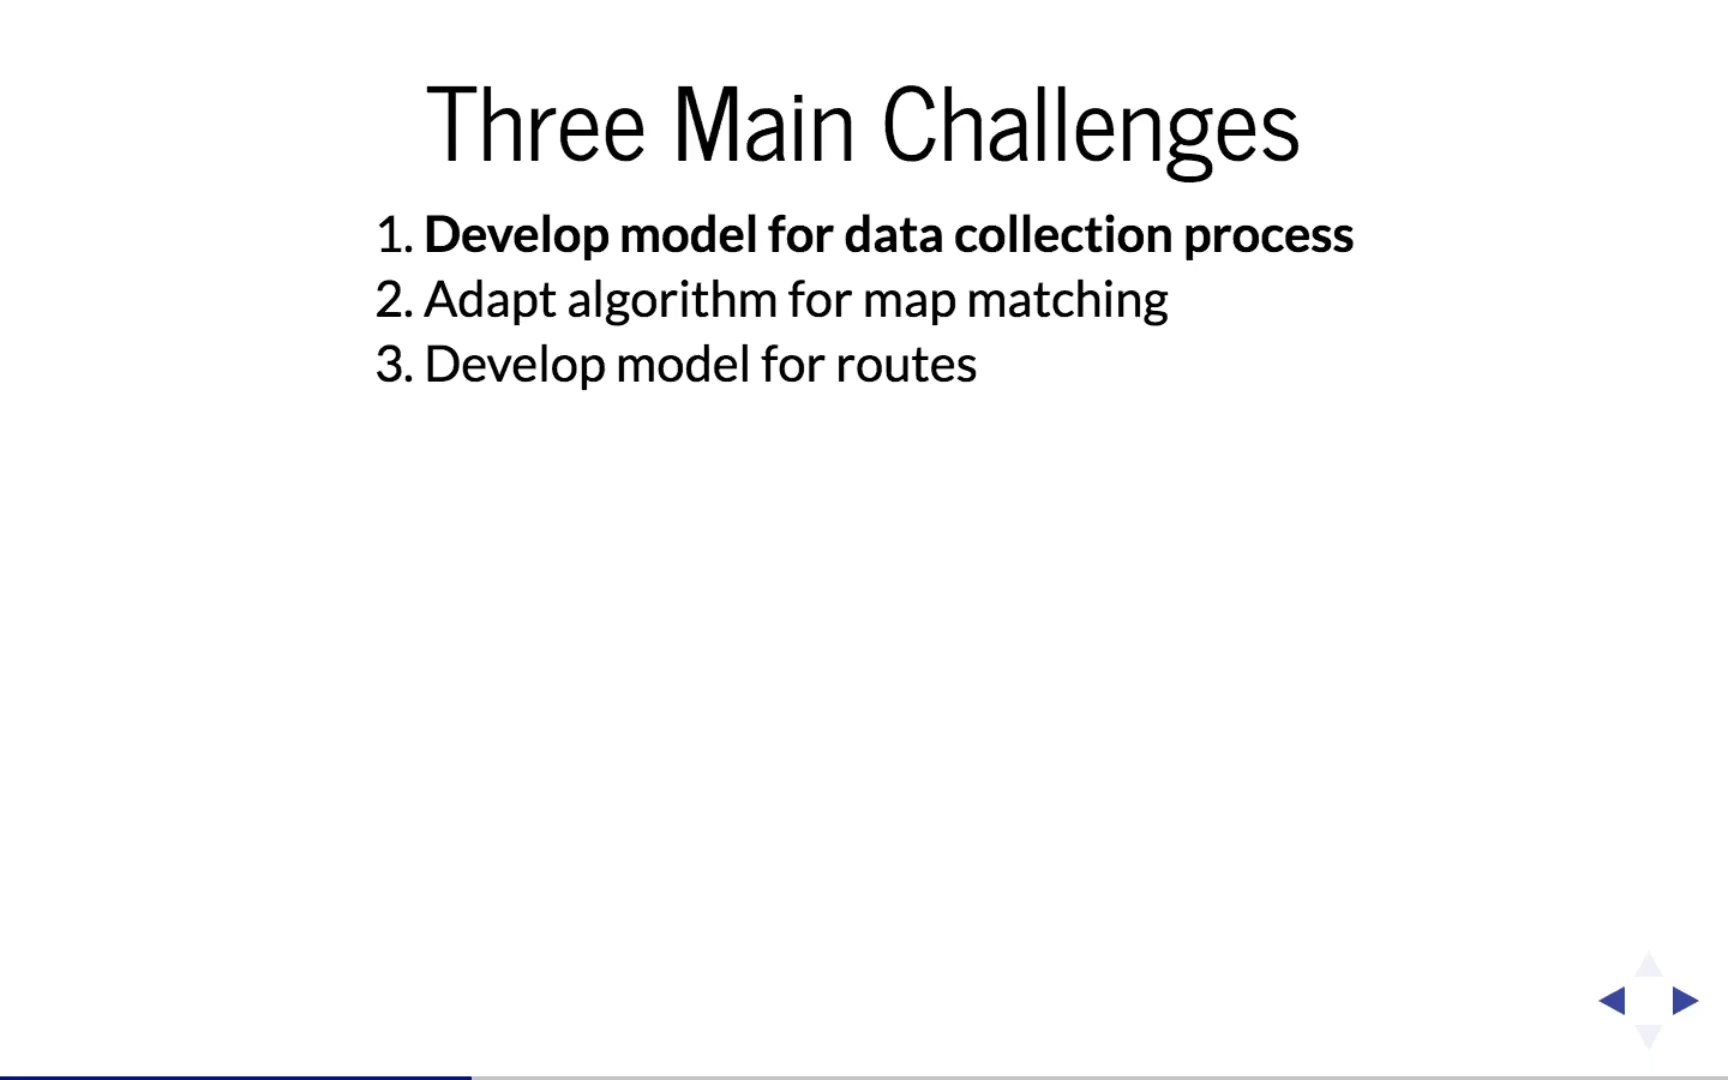 Three Main Challenges
1. Develop model for data collection process
2. Adapt algorithm for map matching
3. Develop model for routes